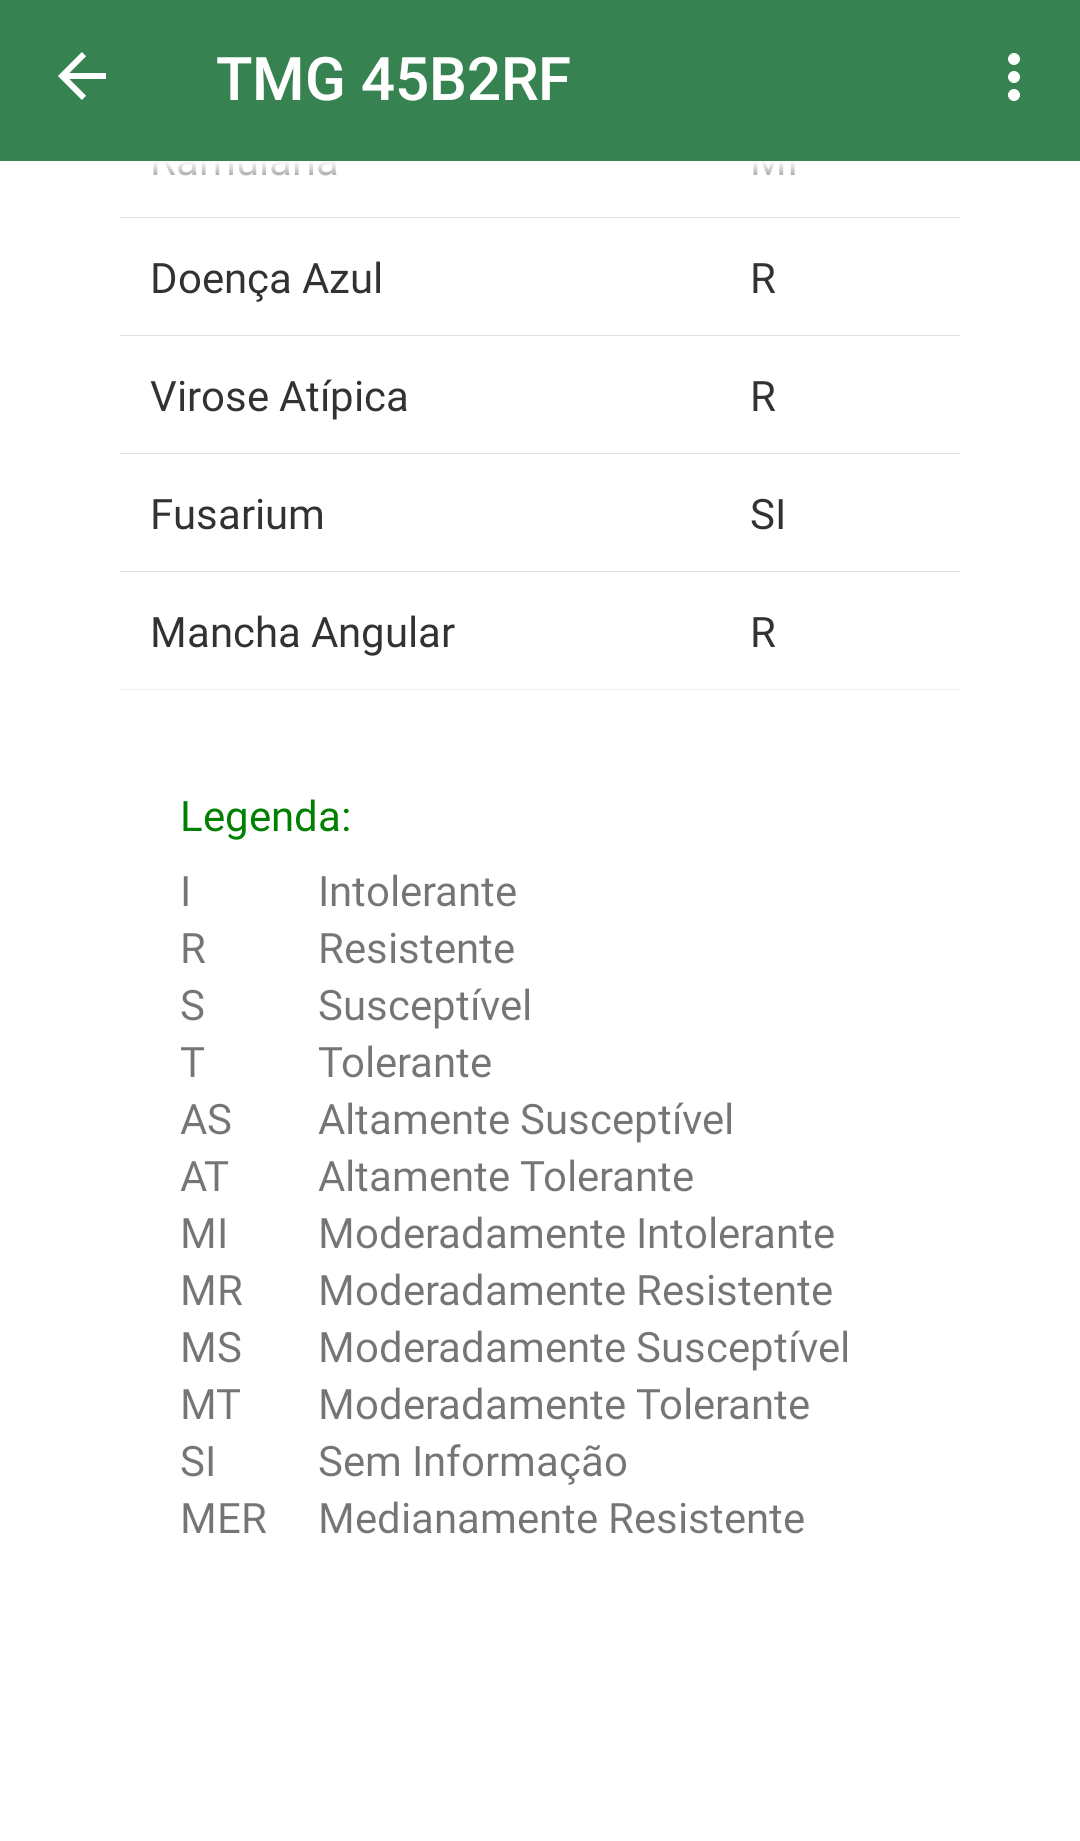 TMG 45B2RF
Doença Azul R
Virose Atípica R
Fusarium SI
Mancha Angular R
Legenda:
I Intolerante
R Resistente
S Susceptível
T Tolerante
AS Altamente Susceptível
AT Altamente Tolerante
MI Moderadamente Intolerante
MR Moderadamente Resistente
MS Moderadamente Susceptível
MT Moderadamente Tolerante
SI Sem Informação
MER Medianamente Resistente